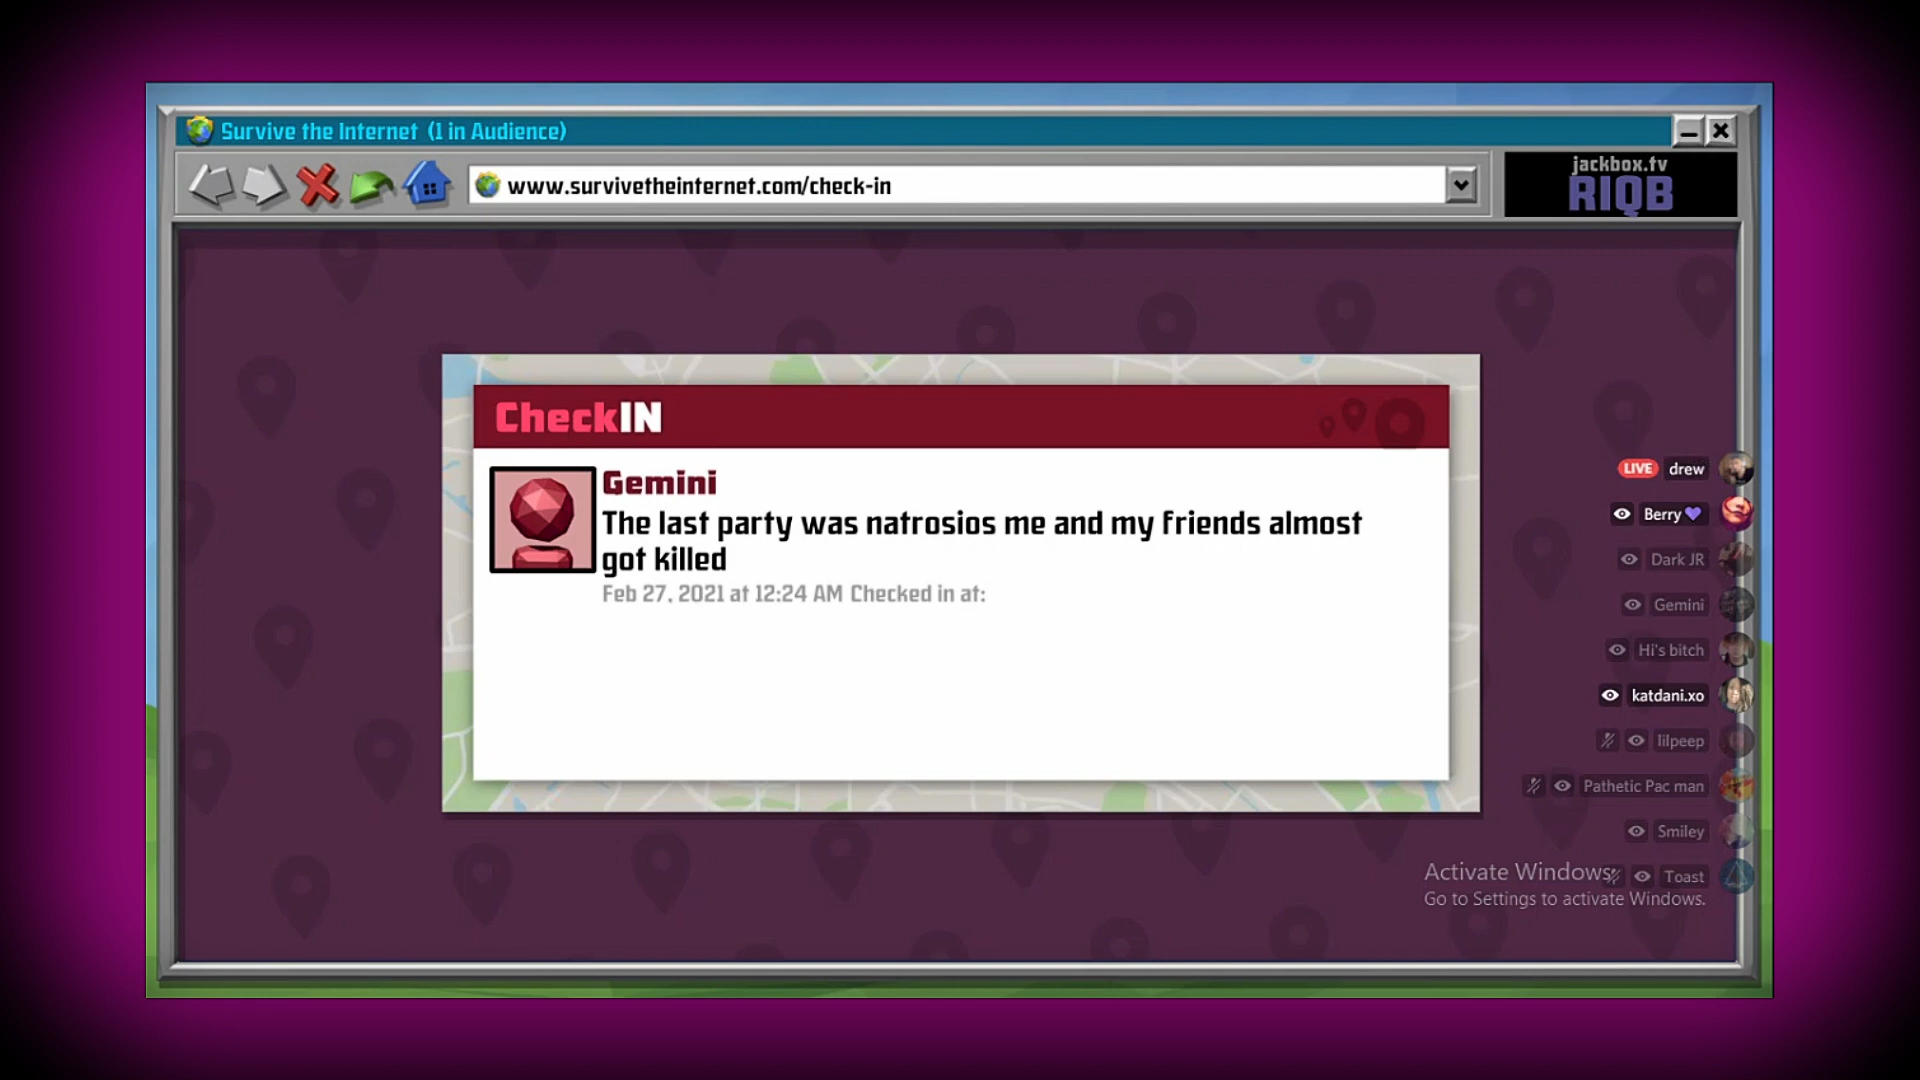 Survive the Internet (1 in Audience)
www.survivetheinternet.com/check-in
jackbox.tv
RIQB
CheckIN
Gemini
The last party was natrosios me and my friends almost
got killed
Feb 27, 2021 at 12:24 AM Checked in at:
LIVE drew
Berry
Dark JR
Gemini
Hi's bitch
katdani.xo
lilpeep
Pathetic Pac man
Smiley
Toast
Activate Windows
Go to Settings to activate Windows.